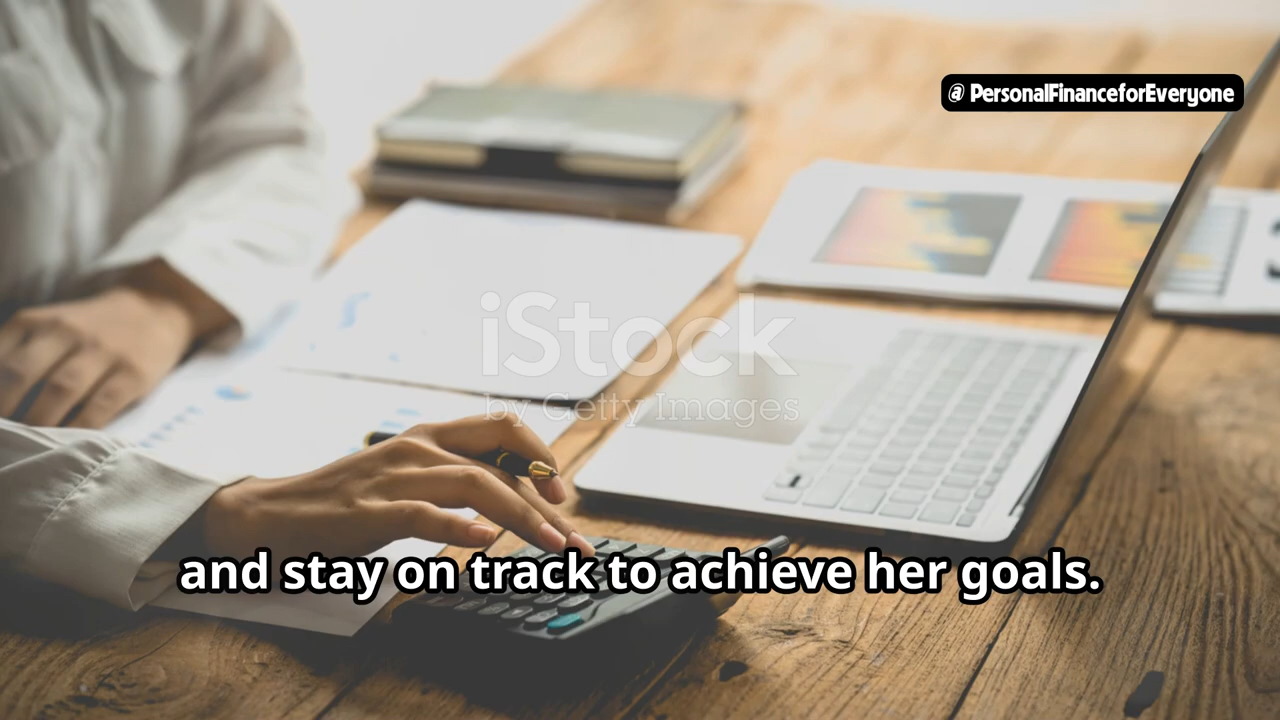 @ PersonalFinanceforEveryone
iStock
by Getty Images
and stay on track to achieve her goals.